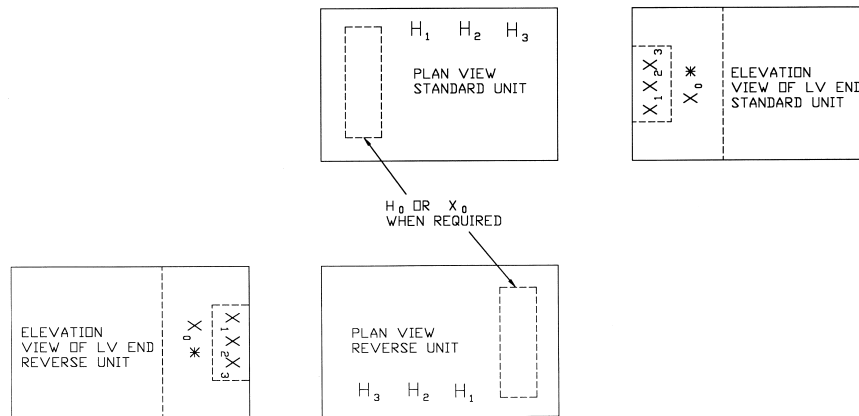 H1 H2 H3
PLAN VIEW
STANDARD UNIT
X1 X2 X3
X0 *
ELEVATION
VIEW OF LV END
STANDARD UNIT
H0 OR X0
WHEN REQUIRED
ELEVATION
VIEW OF LV END
REVERSE UNIT
X0 *
X1 X2 X3
PLAN VIEW
REVERSE UNIT
H3 H2 H1